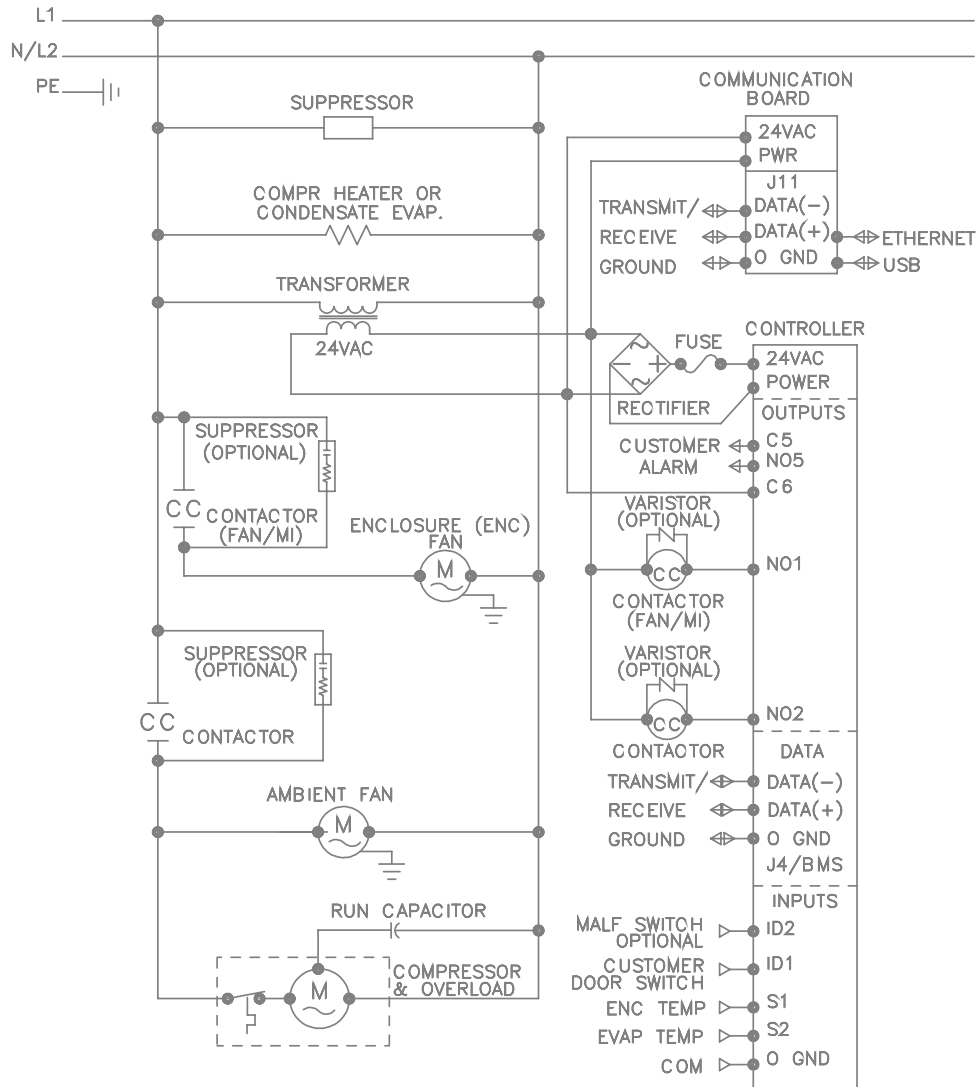 L1
N/L2
PE
SUPPRESSOR
COMPR HEATER OR
CONDENSATE EVAP.
TRANSFORMER
24VAC
SUPPRESSOR
(OPTIONAL)
CC
CONTACTOR
(FAN/MI)
ENCLOSURE (ENC)
FAN
M
SUPPRESSOR
(OPTIONAL)
CC
CONTACTOR
AMBIENT FAN
M
RUN CAPACITOR
M
COMPRESSOR
& OVERLOAD
COMMUNICATION
BOARD
24VAC
PWR
J11
TRANSMIT/
DATA(-)
RECEIVE
DATA(+)
ETHERNET
GROUND
O GND
USB
CONTROLLER
FUSE
RECTIFIER
24VAC
POWER
OUTPUTS
CUSTOMER
ALARM
C5
NO5
C6
VARISTOR
(OPTIONAL)
CC
NO1
CONTACTOR
(FAN/MI)
VARISTOR
(OPTIONAL)
CC
NO2
CONTACTOR
DATA
TRANSMIT/
DATA(-)
RECEIVE
DATA(+)
GROUND
O GND
J4/BMS
INPUTS
MALF SWITCH
OPTIONAL
ID2
CUSTOMER
DOOR SWITCH
ID1
ENC TEMP
S1
EVAP TEMP
S2
COM
O GND